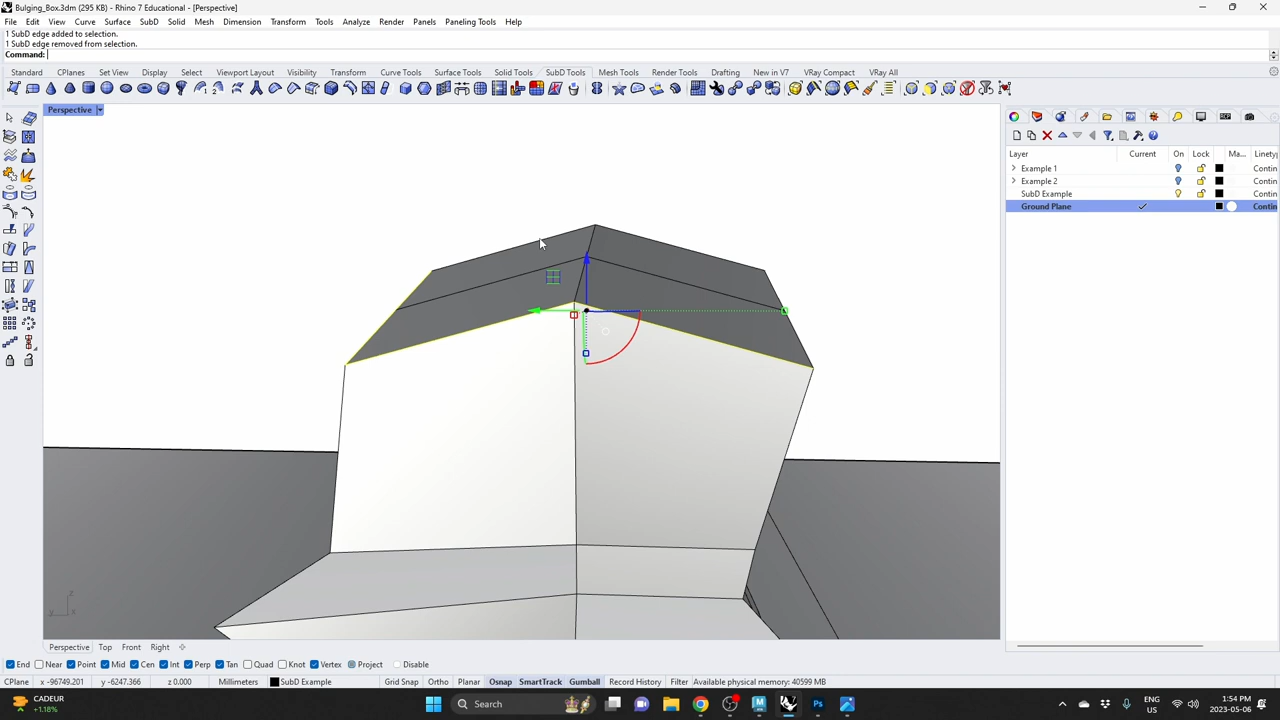 Bulging_Box.3dm (295 KB) - Rhino 7 Educational - [Perspective]
File Edit View Curve Surface SubD Solid Mesh Dimension Transform Tools Analyze Render Panels Paneling Tools Help
1 SubD edge added to selection.
1 SubD edge removed from selection.
Command:
Standard CPlanes Set View Display Select Viewport Layout Visibility Transform Curve Tools Surface Tools Solid Tools SubD Tools Mesh Tools Render Tools Drafting New in V7 VRay Compact VRay All
Perspective
Layer Current On Lock Ma... Linety
Example 1 Contin
Example 2 Contin
SubD Example Contin
Ground Plane Contin
z
y x
Perspective Top Front Right
End Near Point Mid Cen Int Perp Tan Quad Knot Vertex Project Disable
CPlane x -96749.201 y -6247.366 z 0.000 Millimeters SubD Example Grid Snap Ortho Planar Osnap SmartTrack Gumball Record History Filter Available physical memory: 40599 MB
CADEUR
+1.18%
Search
ENG
US
1:54 PM
2023-05-06